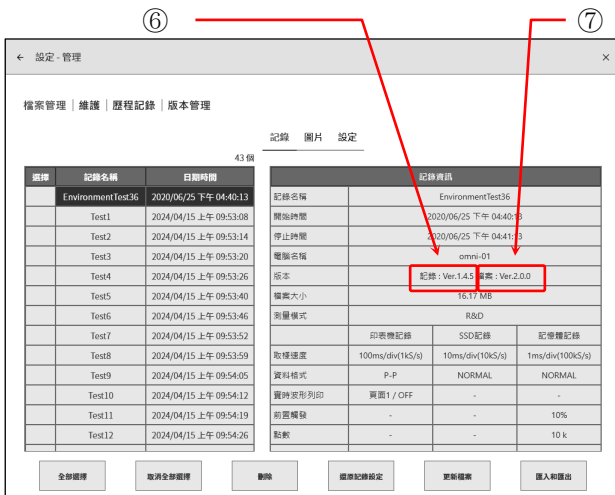 ⑥ ⑦
← 設定 - 管理 ×
檔案管理 | 維護 | 歷程記錄 | 版本管理
記錄 圖片 設定
43 個
選擇 記錄名稱 日期時間
EnvironmentTest36 2020/06/25 下午 04:40:13
Test1 2024/04/15 上午 09:53:08
Test2 2024/04/15 上午 09:53:14
Test3 2024/04/15 上午 09:53:20
Test4 2024/04/15 上午 09:53:26
Test5 2024/04/15 上午 09:53:40
Test6 2024/04/15 上午 09:53:46
Test7 2024/04/15 上午 09:53:52
Test8 2024/04/15 上午 09:53:59
Test9 2024/04/15 上午 09:54:05
Test10 2024/04/15 上午 09:54:12
Test11 2024/04/15 上午 09:54:19
Test12 2024/04/15 上午 09:54:26
記錄資訊
記錄名稱 EnvironmentTest36
開始時間 2020/06/25 下午 04:40:13
停止時間 2020/06/25 下午 04:41:13
電腦名稱 omni-01
版本 記錄 : Ver.1.4.5 檔案 : Ver.2.0.0
檔案大小 16.17 MB
測量模式 R&D
印表機記錄 SSD記錄 記憶體記錄
取樣速度 100ms/div(1kS/s) 10ms/div(10kS/s) 1ms/div(100kS/s)
資料格式 P-P NORMAL NORMAL
實時波形列印 頁面1 / OFF - -
前置觸發 - - 10%
點數 - - 10 k
全部選擇 取消全部選擇 刪除 還原記錄設定 更新檔案 匯入和匯出